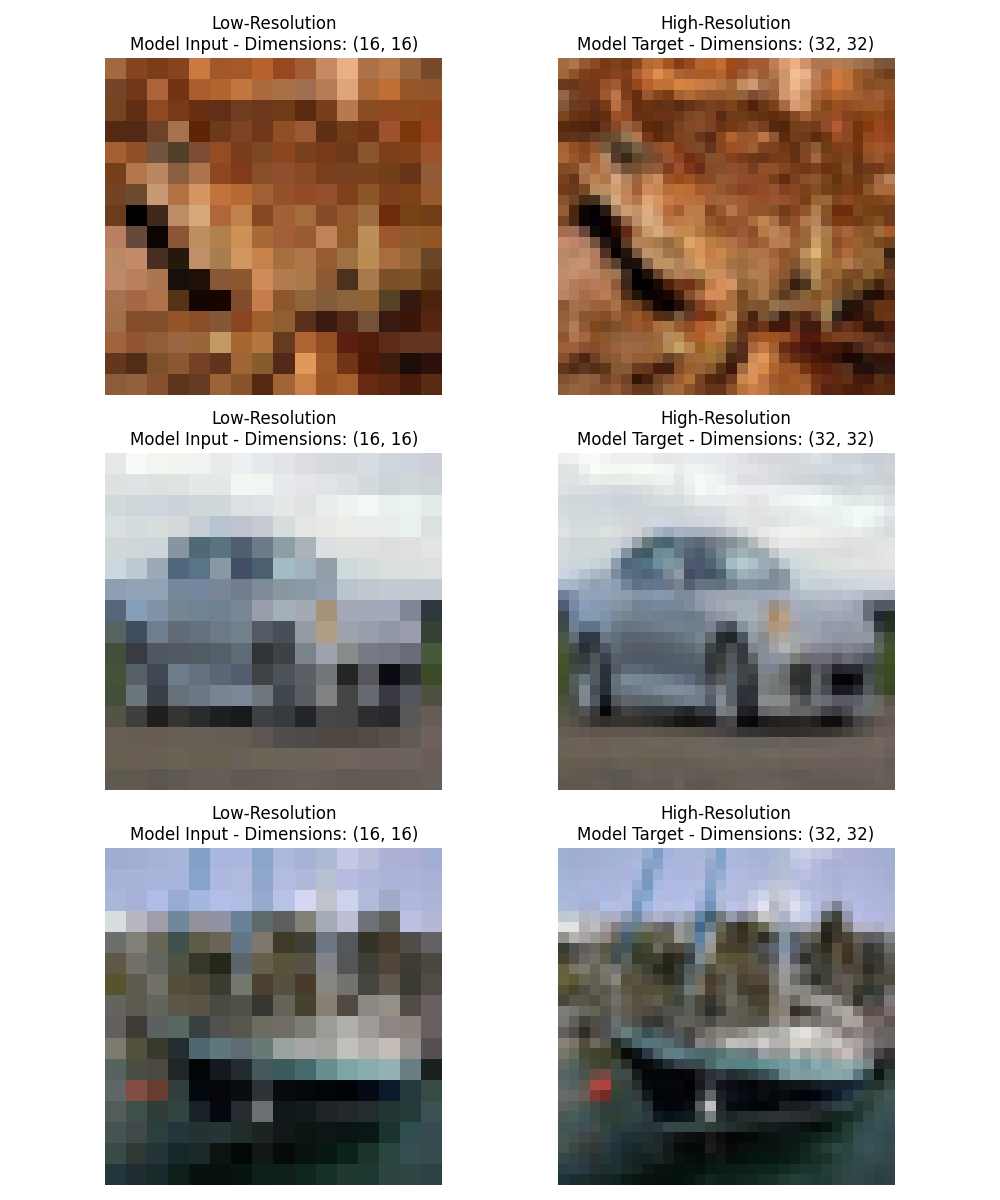 Low-Resolution
Model Input - Dimensions: (16, 16)
High-Resolution
Model Target - Dimensions: (32, 32)
Low-Resolution
Model Input - Dimensions: (16, 16)
High-Resolution
Model Target - Dimensions: (32, 32)
Low-Resolution
Model Input - Dimensions: (16, 16)
High-Resolution
Model Target - Dimensions: (32, 32)